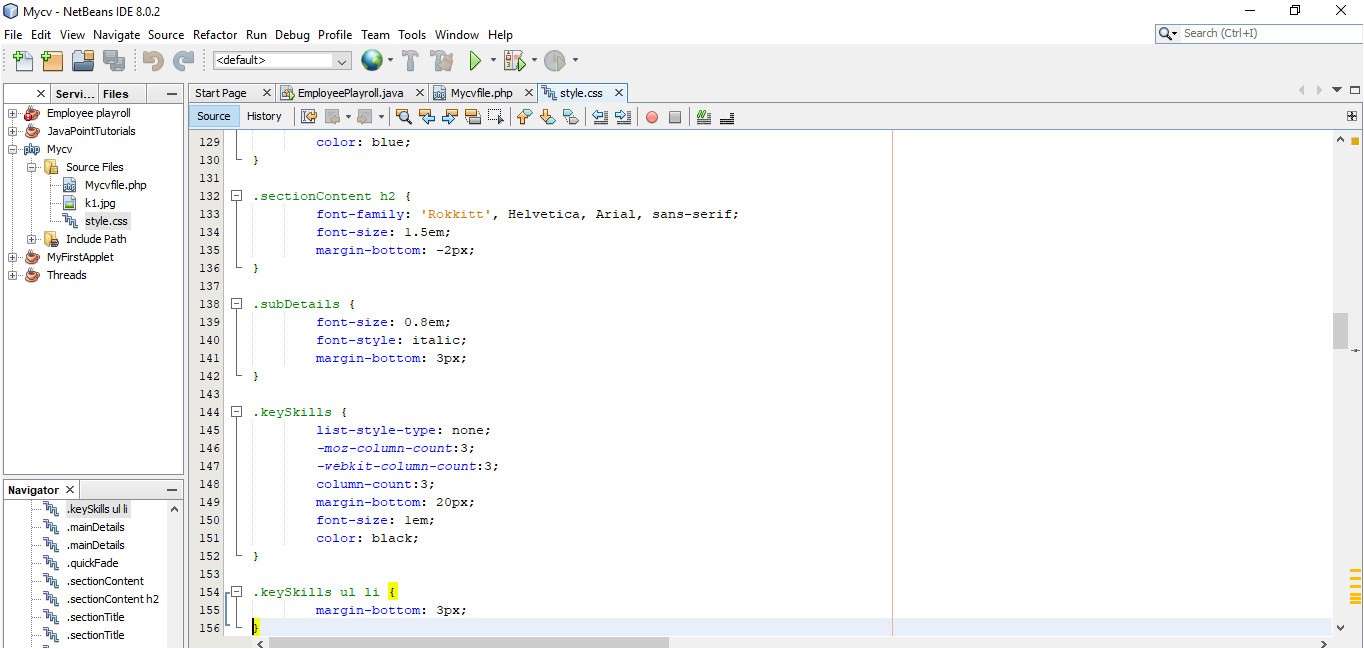 Mycv - NetBeans IDE 8.0.2
File Edit View Navigate Source Refactor Run Debug Profile Team Tools Window Help
Search (Ctrl+I)
<default>
Servi... Files
Start Page EmployeePlayroll.java Mycvfile.php style.css
Source History
Employee playroll
JavaPointTutorials
php Mycv
Source Files
php Mycvfile.php
k1.jpg
style.css
Include Path
MyFirstApplet
Threads
Navigator
.keySkills ul li
.mainDetails
.mainDetails
.quickFade
.sectionContent
.sectionContent h2
.sectionTitle
.sectionTitle
129 color: blue;
130 }
131
132 .sectionContent h2 {
133 font-family: 'Rokkitt', Helvetica, Arial, sans-serif;
134 font-size: 1.5em;
135 margin-bottom: -2px;
136 }
137
138 .subDetails {
139 font-size: 0.8em;
140 font-style: italic;
141 margin-bottom: 3px;
142 }
143
144 .keySkills {
145 list-style-type: none;
146 -moz-column-count:3;
147 -webkit-column-count:3;
148 column-count:3;
149 margin-bottom: 20px;
150 font-size: 1em;
151 color: black;
152 }
153
154 .keySkills ul li {
155 margin-bottom: 3px;
156 }